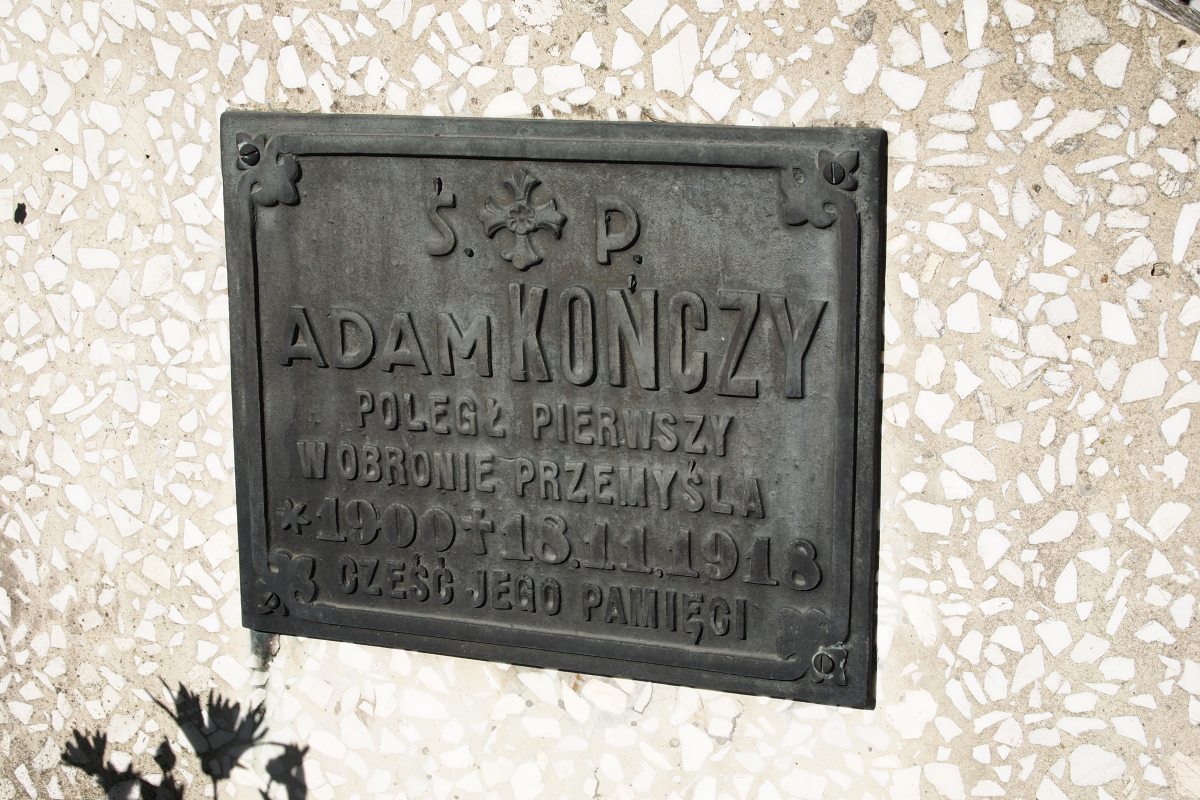 Ś. P.
ADAM KOŃCZY
POLEGŁ PIERWSZY
W OBRONIE PRZEMYŚLA
*1900 †18.11.1918
CZEŚĆ JEGO PAMIĘCI